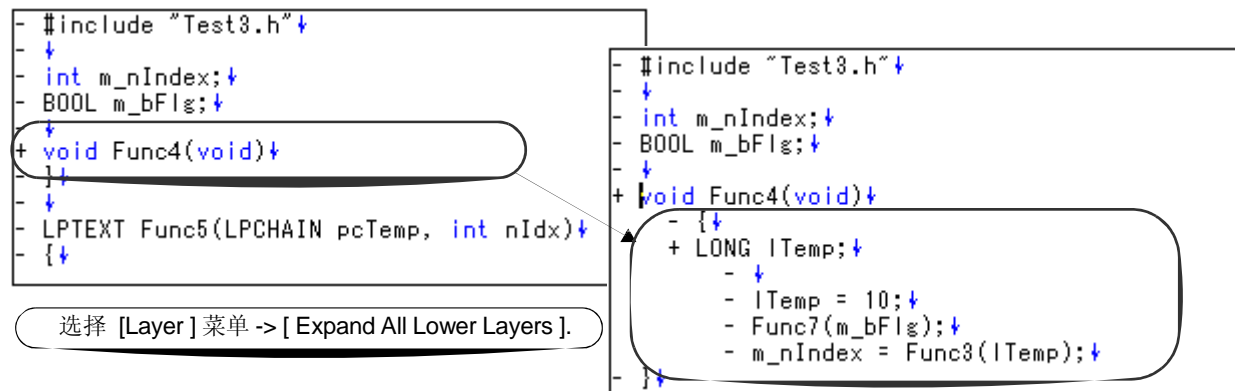 - #include "Test3.h"↓
- ↓
- int m_nIndex;↓
- BOOL m_bFlg;↓
- ↓
+ void Func4(void)↓
- }↓
- ↓
- LPTEXT Func5(LPCHAIN pcTemp, int nIdx)↓
- {↓
选择 [Layer ] 菜单 -> [ Expand All Lower Layers ].
- #include "Test3.h"↓
- ↓
- int m_nIndex;↓
- BOOL m_bFlg;↓
- ↓
+ void Func4(void)↓
- {↓
+ LONG lTemp;↓
- ↓
- lTemp = 10;↓
- Func7(m_bFlg);↓
- m_nIndex = Func3(lTemp);↓
- }↓